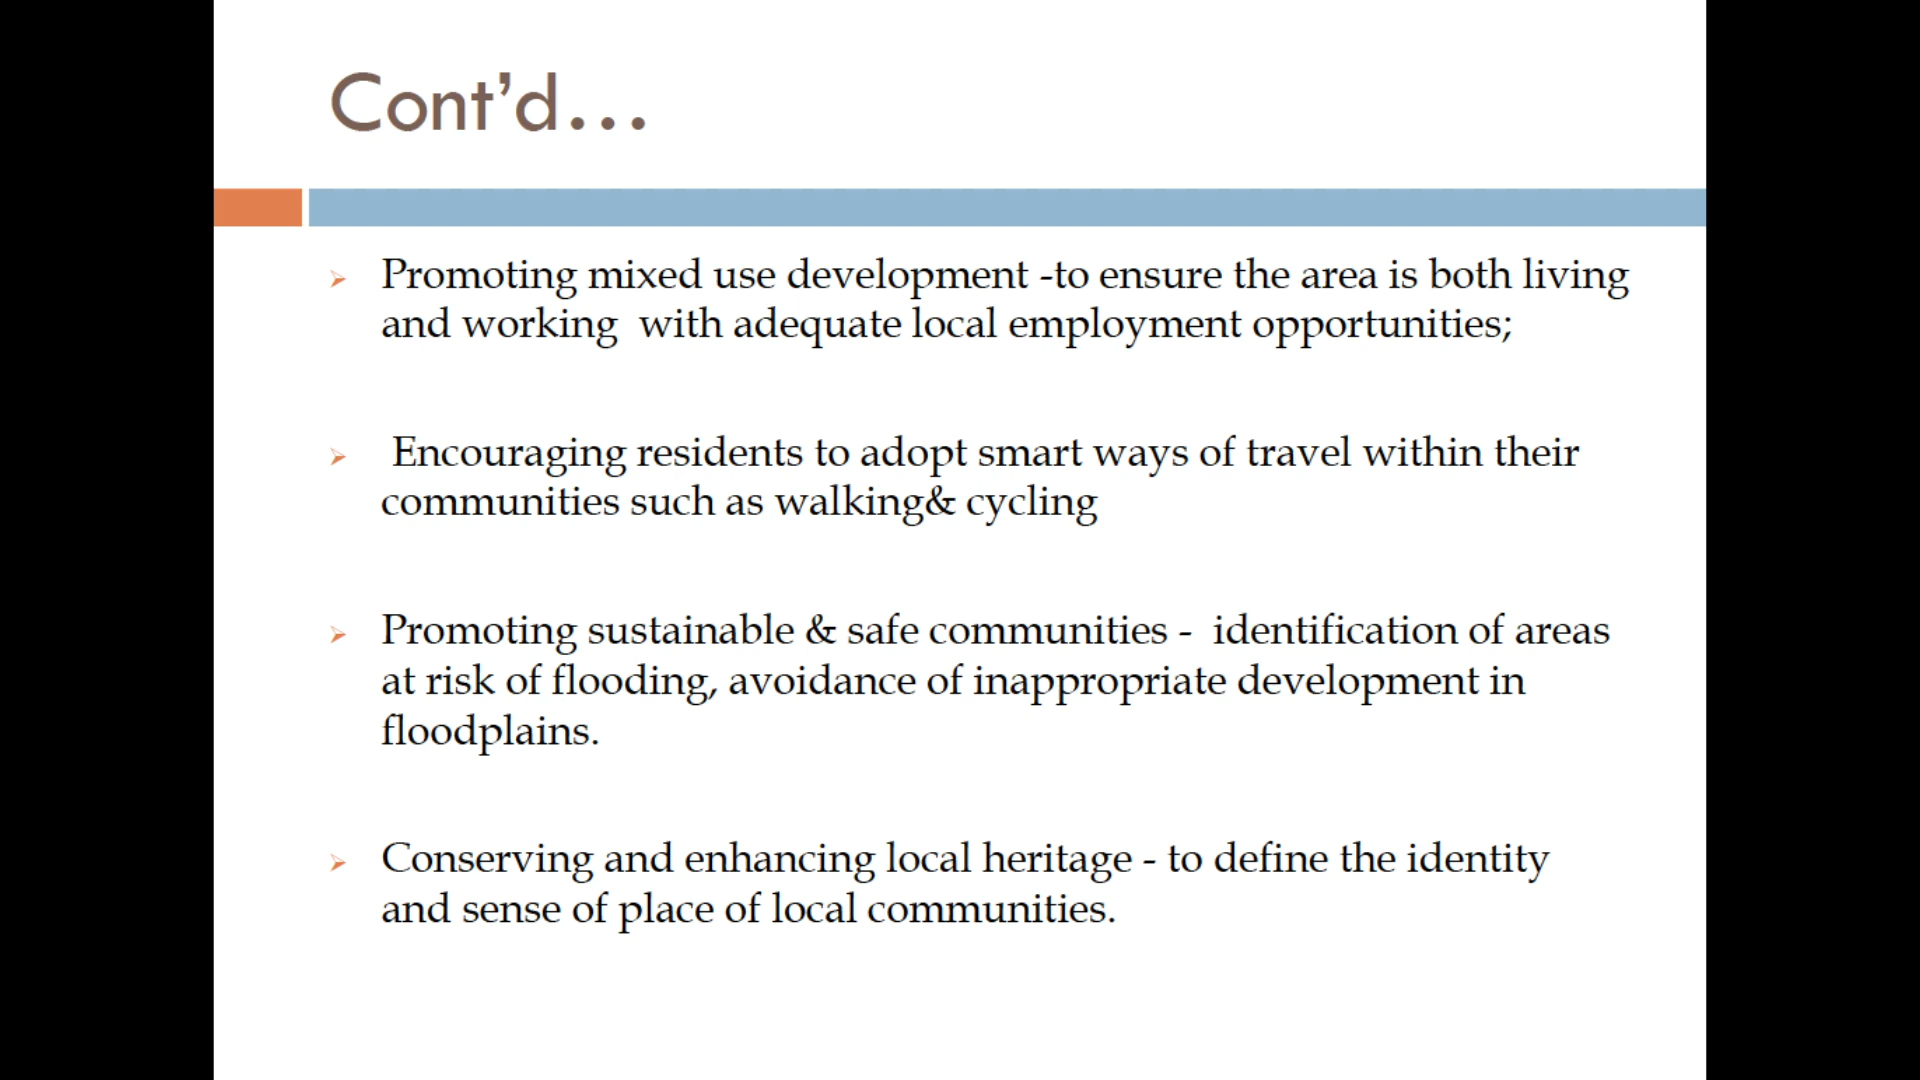 Cont’d…
Promoting mixed use development -to ensure the area is both living
and working with adequate local employment opportunities;
Encouraging residents to adopt smart ways of travel within their
communities such as walking& cycling
Promoting sustainable & safe communities - identification of areas
at risk of flooding, avoidance of inappropriate development in
floodplains.
Conserving and enhancing local heritage - to define the identity
and sense of place of local communities.